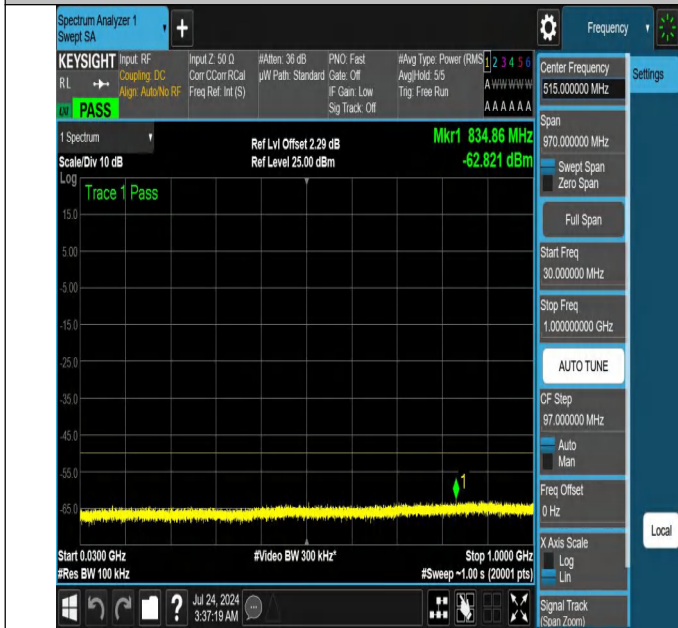 Spectrum Analyzer 1
Swept SA
+
Frequency
KEYSIGHT
RL
LXI
PASS
Input: RF
Coupling: DC
Align: Auto/No RF
Input Z: 50 Ω
Corr CCorr RCal
Freq Ref: Int (S)
#Atten: 36 dB
µW Path: Standard
PNO: Fast
Gate: Off
IF Gain: Low
Sig Track: Off
#Avg Type: Power (RMS
Avg|Hold: 5/5
Trig: Free Run
1 2 3 4 5 6
A W W W W W
A A A A A A
1 Spectrum
Scale/Div 10 dB
Ref Lvl Offset 2.29 dB
Ref Level 25.00 dBm
Mkr1 834.86 MHz
-62.821 dBm
Log
Trace 1 Pass
15.0
5.00
-5.00
-15.0
-25.0
-35.0
-45.0
-55.0
-65.0
1
Start 0.0300 GHz
#Res BW 100 kHz
#Video BW 300 kHz*
Stop 1.0000 GHz
#Sweep ~1.00 s (20001 pts)
Center Frequency
515.000000 MHz
Span
970.000000 MHz
Swept Span
Zero Span
Full Span
Start Freq
30.000000 MHz
Stop Freq
1.000000000 GHz
AUTO TUNE
CF Step
97.000000 MHz
Auto
Man
Freq Offset
0 Hz
X Axis Scale
Log
Lin
Signal Track
(Span Zoom)
Settings
Local
?
Jul 24, 2024
3:37:19 AM